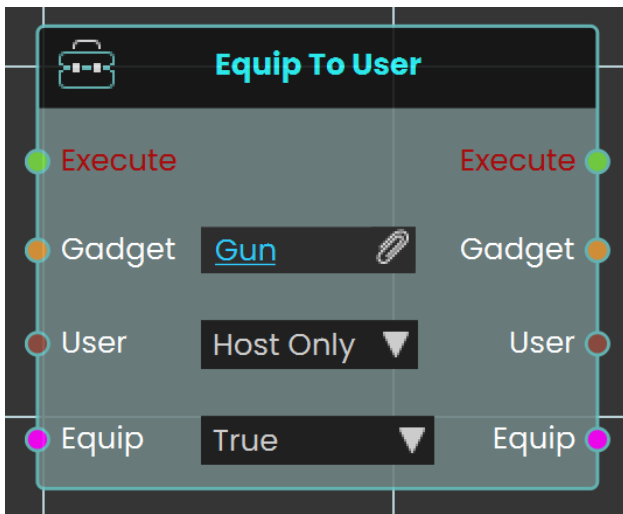 Equip To User
Execute Execute
Gadget Gun Gadget
User Host Only User
Equip True Equip